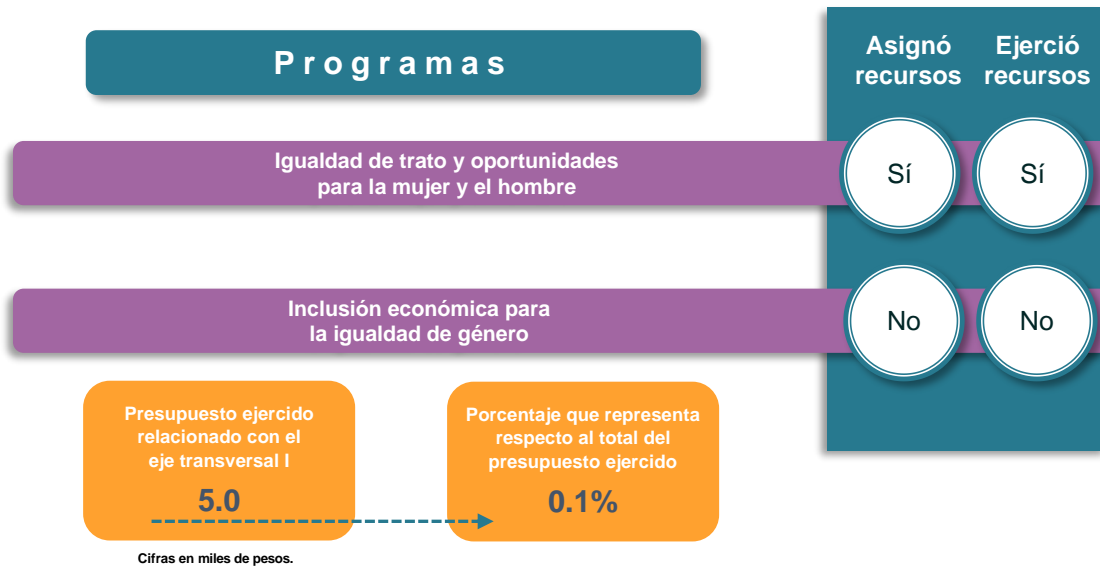 Programas
Asignó
recursos
Ejerció
recursos
Igualdad de trato y oportunidades
para la mujer y el hombre
Sí
Sí
Inclusión económica para
la igualdad de género
No
No
Presupuesto ejercido
relacionado con el
eje transversal I
5.0
Porcentaje que representa
respecto al total del
presupuesto ejercido
0.1%
Cifras en miles de pesos.